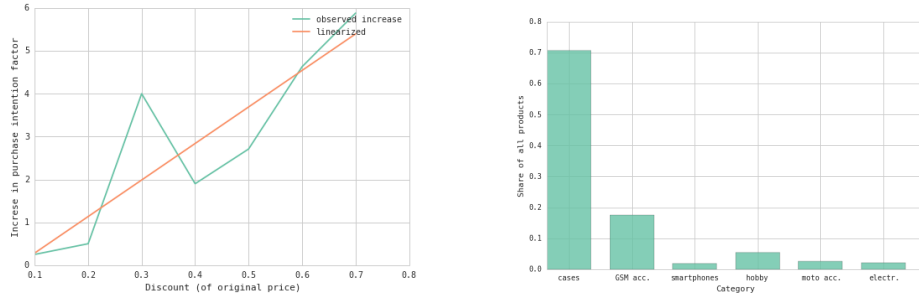 6
5
4
3
2
1
0
Increse in purchase intention factor
observed increase
linearized
0.1 0.2 0.3 0.4 0.5 0.6 0.7 0.8
Discount (of original price)
0.8
0.7
0.6
0.5
0.4
0.3
0.2
0.1
0.0
Share of all products
cases GSM acc. smartphones hobby moto acc. electr.
Category